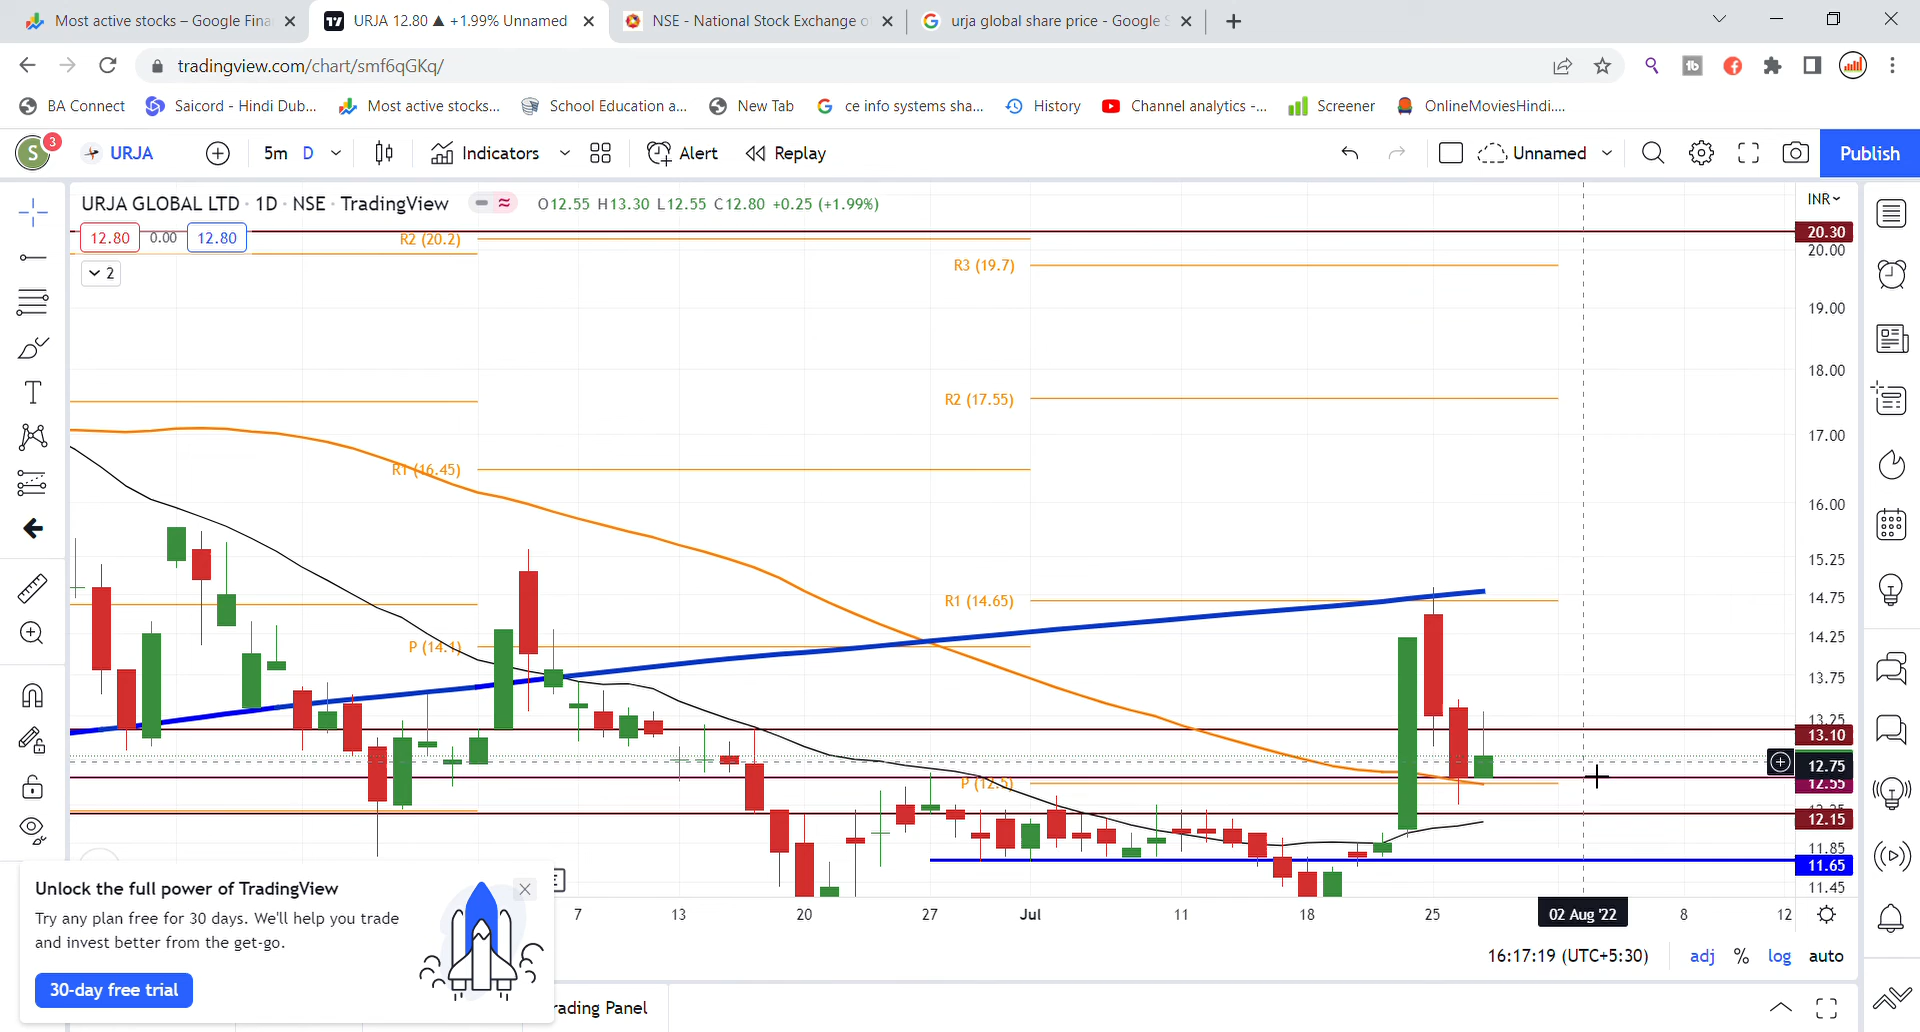 Most active stocks – Google Fina
URJA 12.80 ▲ +1.99% Unnamed
NSE - National Stock Exchange o
urja global share price - Google S
tradingview.com/chart/smf6qGKq/
BA Connect
Saicord - Hindi Dub...
Most active stocks...
School Education a...
New Tab
ce info systems sha...
History
Channel analytics -...
Screener
OnlineMoviesHindi....
S
3
URJA
5m
D
Indicators
Alert
Replay
Unnamed
Publish
URJA GLOBAL LTD · 1D · NSE · TradingView
O12.55 H13.30 L12.55 C12.80 +0.25 (+1.99%)
INR
12.80
0.00
12.80
2
R2 (20.2)
R3 (19.7)
R2 (17.55)
R1 (16.45)
R1 (14.65)
P (14.1)
P (12.5)
20.30
20.00
19.00
18.00
17.00
16.00
15.25
14.75
14.25
13.75
13.25
13.10
12.75
12.55
12.25
12.15
11.85
11.65
11.45
E
7
13
20
27
Jul
11
18
25
02 Aug '22
8
12
16:17:19 (UTC+5:30)
adj
%
log
auto
Unlock the full power of TradingView
Try any plan free for 30 days. We'll help you trade
and invest better from the get-go.
30-day free trial
rading Panel